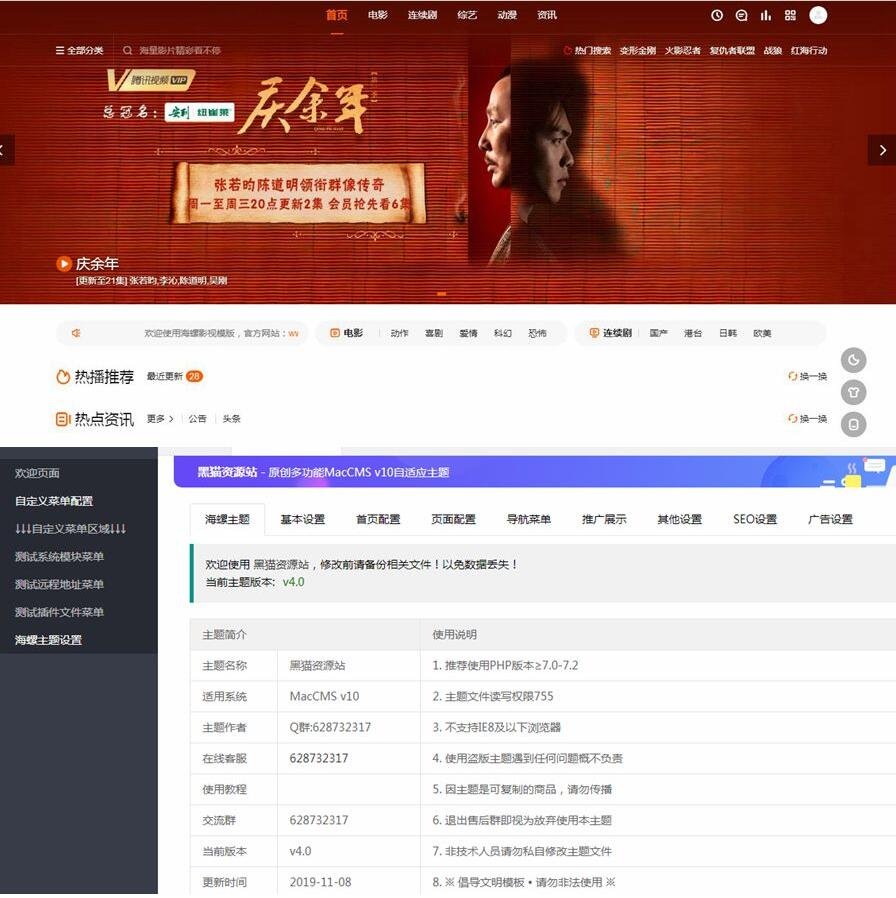 首页 电影 连续剧 综艺 动漫 资讯
全部分类 海量影片精彩看不停 热门搜索 变形金刚 火影忍者 复仇者联盟 战狼 红海行动
腾讯视频 VIP
总冠名： 安利 纽崔莱
庆余年
张若昀陈道明领衔群像传奇
周一至周三20点更新2集 会员抢先看6集
庆余年
[更新至21集] 张若昀,李沁,陈道明,吴刚
欢迎使用海螺影视模版，官方网站：ww 电影 动作 喜剧 爱情 科幻 恐怖 连续剧 国产 港台 日韩 欧美
热播推荐 最近更新 28 换一换
热点资讯 更多 公告 头条 换一换
欢迎页面
自定义菜单配置
↓↓↓自定义菜单区域↓↓↓
测试系统模块菜单
测试远程地址菜单
测试插件文件菜单
海螺主题设置
黑猫资源站 - 原创多功能MacCMS v10自适应主题
海螺主题 基本设置 首页配置 页面配置 导航菜单 推广展示 其他设置 SEO设置 广告设置
欢迎使用 黑猫资源站，修改前请备份相关文件！以免数据丢失！
当前主题版本：v4.0
主题简介 使用说明
主题名称 黑猫资源站 1. 推荐使用PHP版本≥7.0-7.2
适用系统 MacCMS v10 2. 主题文件读写权限755
主题作者 Q群:628732317 3. 不支持IE8及以下浏览器
在线客服 628732317 4. 使用盗版主题遇到任何问题概不负责
使用教程 5. 因主题是可复制的商品，请勿传播
交流群 628732317 6. 退出售后群即视为放弃使用本主题
当前版本 v4.0 7. 非技术人员请勿私自修改主题文件
更新时间 2019-11-08 8. ※ 倡导文明模板 • 请勿非法使用 ※